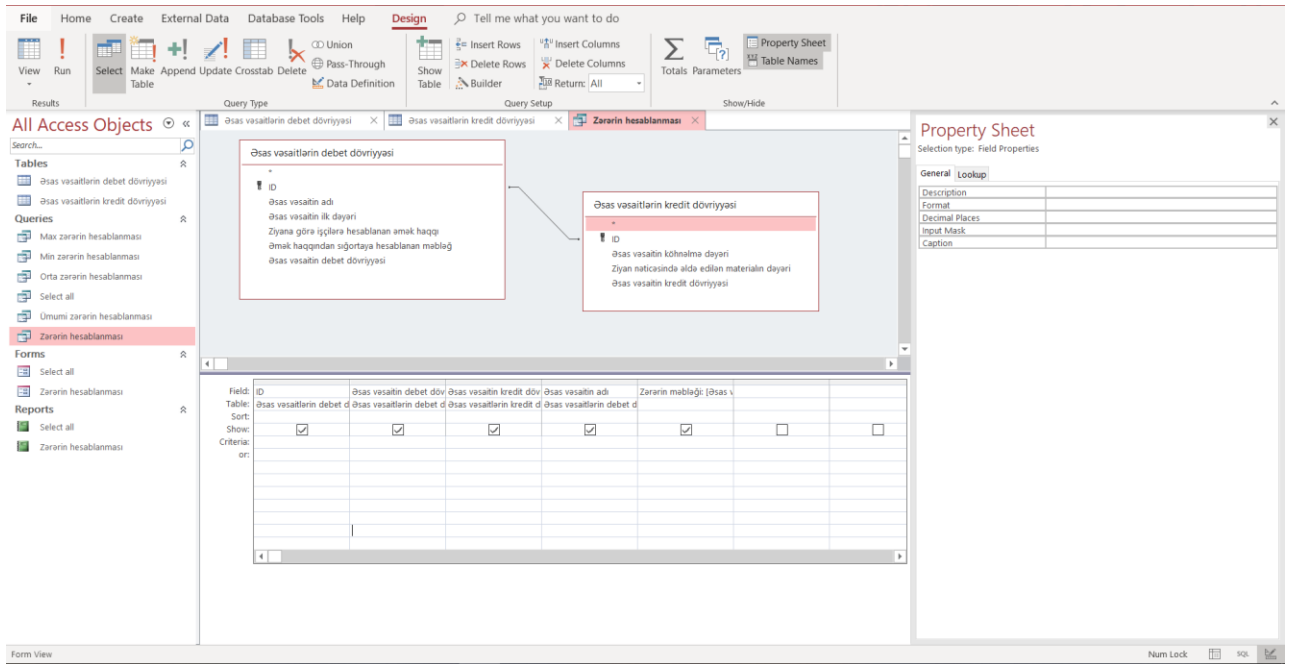 File Home Create External Data Database Tools Help Design Tell me what you want to do
View Run Select Make Table Append Update Crosstab Delete
Union
Pass-Through
Data Definition
Show Table
Insert Rows
Delete Rows
Builder
Insert Columns
Delete Columns
Return: All
Totals Parameters
Property Sheet
Table Names
Results Query Type Query Setup Show/Hide
All Access Objects
Search...
Tables
Əsas vəsaitlərin debet dövriyyəsi
Əsas vəsaitlərin kredit dövriyyəsi
Queries
Max zərərin hesablanması
Min zərərin hesablanması
Orta zərərin hesablanması
Select all
Ümumi zərərin hesablanması
Zərərin hesablanması
Forms
Select all
Zərərin hesablanması
Reports
Select all
Zərərin hesablanması
Əsas vəsaitlərin debet dövriyyəsi Əsas vəsaitlərin kredit dövriyyəsi Zərərin hesablanması
Əsas vəsaitlərin debet dövriyyəsi
*
ID
Əsas vəsaitin adı
Əsas vəsaitin ilk dəyəri
Ziyana görə işçilərə hesablanan əmək haqqı
Əmək haqqından sığortaya hesablanan məbləğ
Əsas vəsaitin debet dövriyyəsi
Əsas vəsaitlərin kredit dövriyyəsi
*
ID
Əsas vəsaitin köhnəlmə dəyəri
Ziyan nəticəsində əldə edilən materialın dəyəri
Əsas vəsaitin kredit dövriyyəsi
Field: ID Əsas vəsaitin debet döv Əsas vəsaitin kredit döv Əsas vəsaitin adı Zərərin məbləği: [Əsas v
Table: Əsas vəsaitlərin debet d Əsas vəsaitlərin debet d Əsas vəsaitlərin kredit d Əsas vəsaitlərin debet d
Sort:
Show:
Criteria:
or:
Property Sheet
Selection type: Field Properties
General Lookup
Description
Format
Decimal Places
Input Mask
Caption
Form View Num Lock SQL